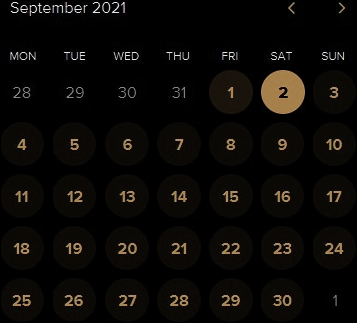 September 2021
MON TUE WED THU FRI SAT SUN
28 29 30 31 1 2 3
4 5 6 7 8 9 10
11 12 13 14 15 16 17
18 19 20 21 22 23 24
25 26 27 28 29 30 1